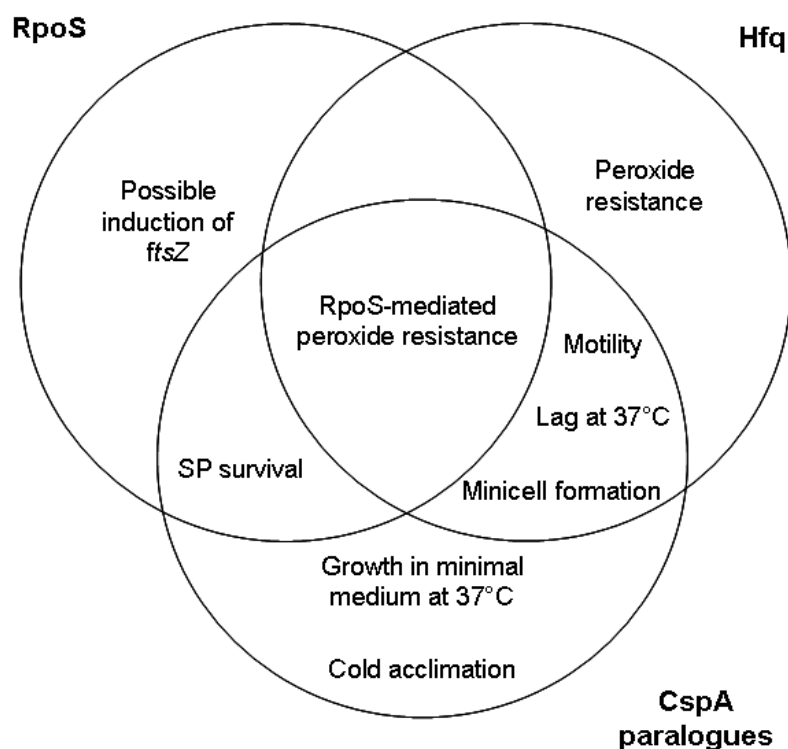 RpoS
Hfq
Possible
induction of
ftsZ
Peroxide
resistance
RpoS-mediated
peroxide resistance
Motility
Lag at 37°C
SP survival
Minicell formation
Growth in minimal
medium at 37°C
Cold acclimation
CspA
paralogues